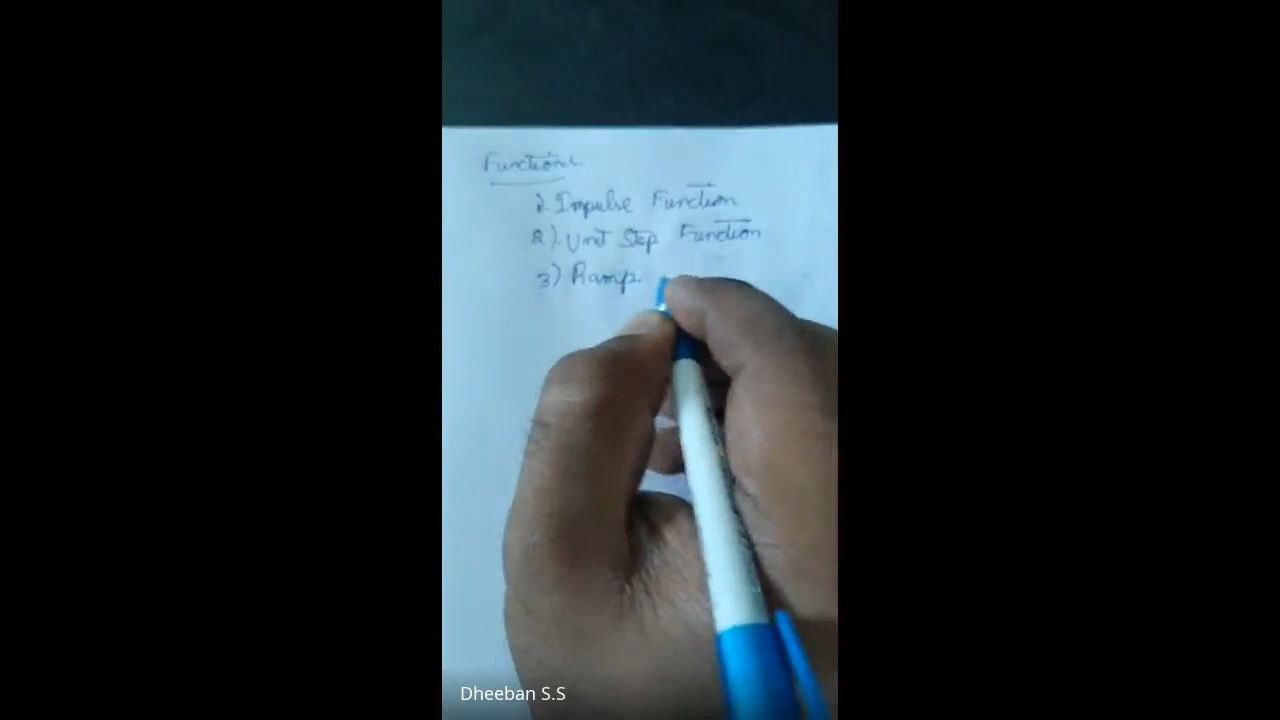 Functions
1. Impulse Function
2). Unit Step Function
3) Ramp
Dheeban S.S